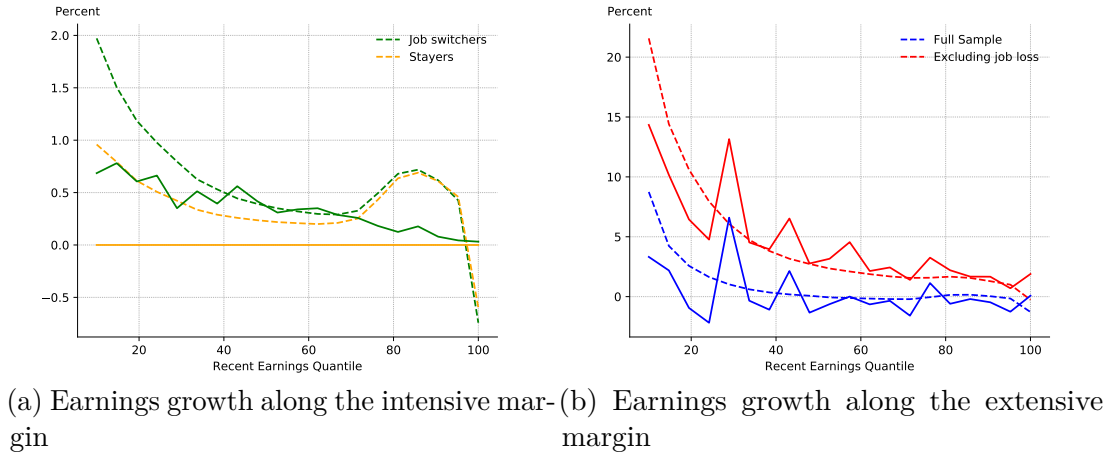 Percent
2.0
1.5
1.0
0.5
0.0
−0.5
20
40
60
80
100
Recent Earnings Quantile
Job switchers
Stayers
Percent
20
15
10
5
0
20
40
60
80
100
Recent Earnings Quantile
Full Sample
Excluding job loss
(a) Earnings growth along the intensive mar-
gin
(b) Earnings growth along the extensive
margin